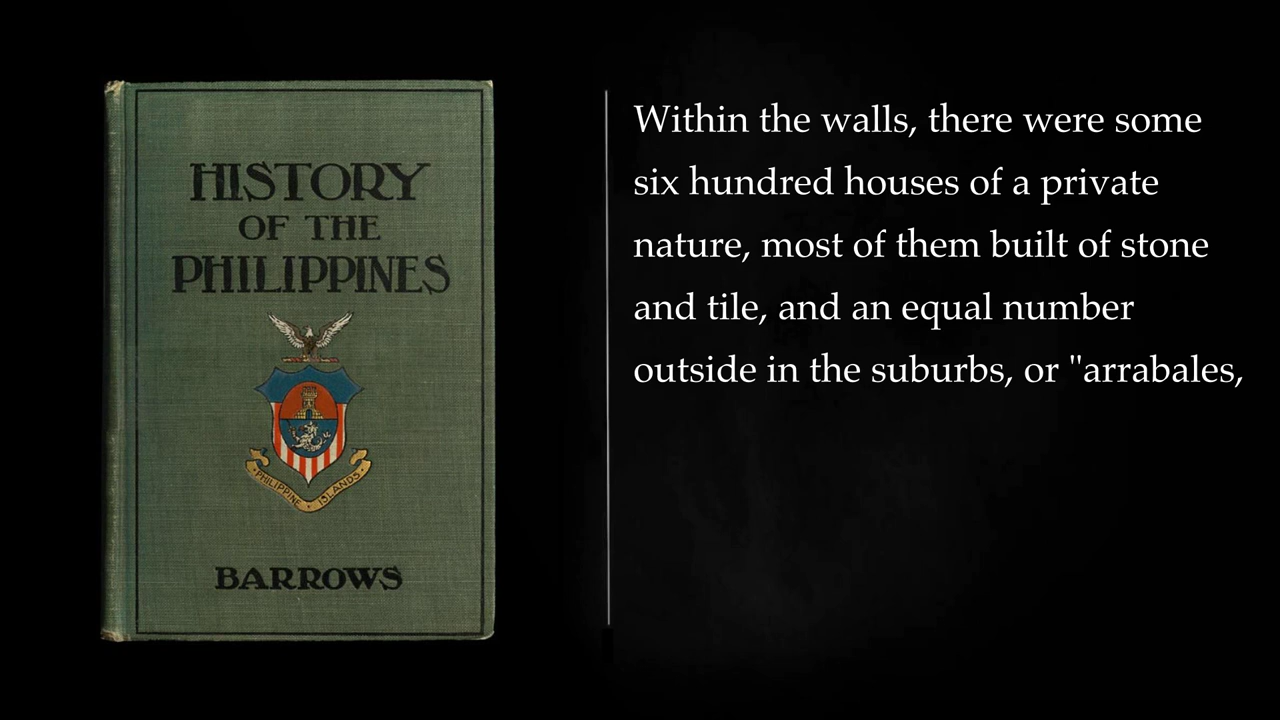 HISTORY
OF THE
PHILIPPINES
PHILIPPINE ISLANDS
BARROWS
Within the walls, there were some
six hundred houses of a private
nature, most of them built of stone
and tile, and an equal number
outside in the suburbs, or "arrabales,